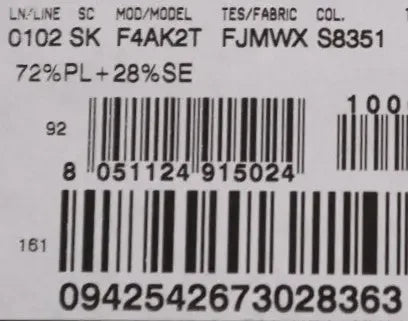 LN/LINE SC MOD/MODEL TES/FABRIC COL.
0102 SK F4AK2T FJMWX S8351
72%PL+28%SE
100
92
8 051124 915024
161
0942542673028363